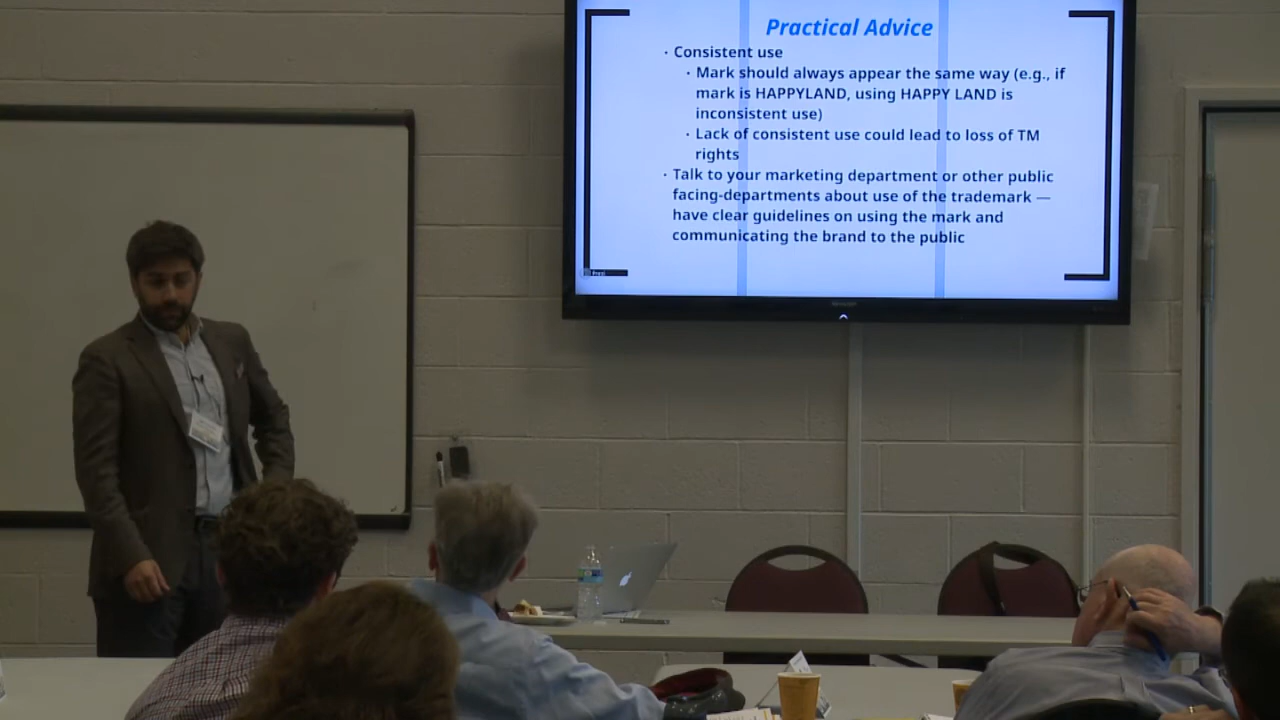 Practical Advice
· Consistent use
· Mark should always appear the same way (e.g., if
mark is HAPPYLAND, using HAPPY LAND is
inconsistent use)
· Lack of consistent use could lead to loss of TM
rights
· Talk to your marketing department or other public
facing-departments about use of the trademark —
have clear guidelines on using the mark and
communicating the brand to the public
Prezi